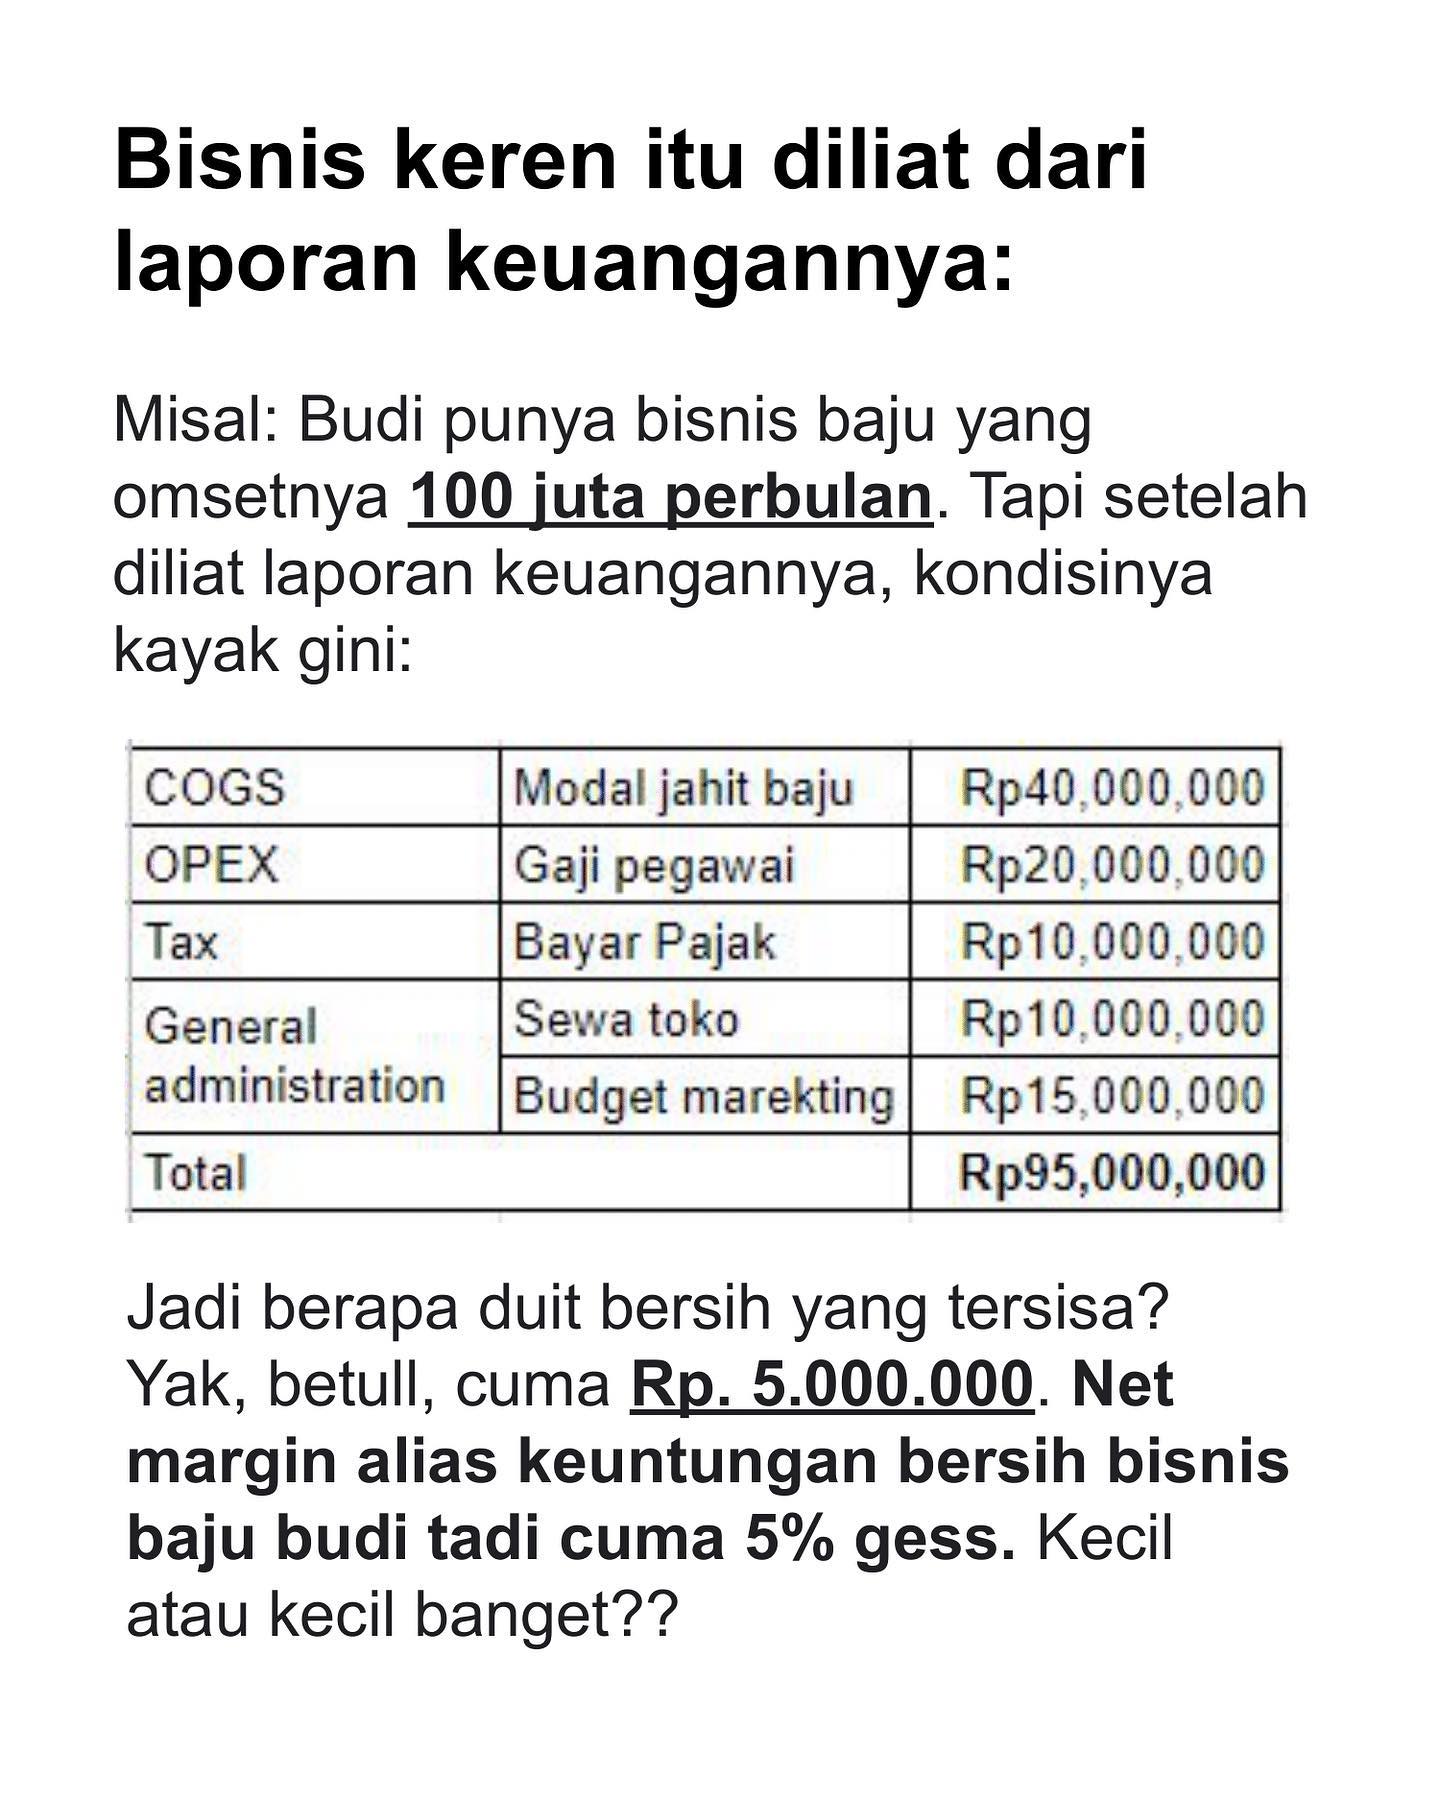 Bisnis keren itu diliat dari
laporan keuangannya:
Misal: Budi punya bisnis baju yang
omsetnya 100 juta perbulan. Tapi setelah
diliat laporan keuangannya, kondisinya
kayak gini:
COGS Modal jahit baju Rp40,000,000
OPEX Gaji pegawai Rp20,000,000
Tax Bayar Pajak Rp10,000,000
General administration Sewa toko Rp10,000,000
Budget marekting Rp15,000,000
Total Rp95,000,000
Jadi berapa duit bersih yang tersisa?
Yak, betull, cuma Rp. 5.000.000. Net
margin alias keuntungan bersih bisnis
baju budi tadi cuma 5% gess. Kecil
atau kecil banget??